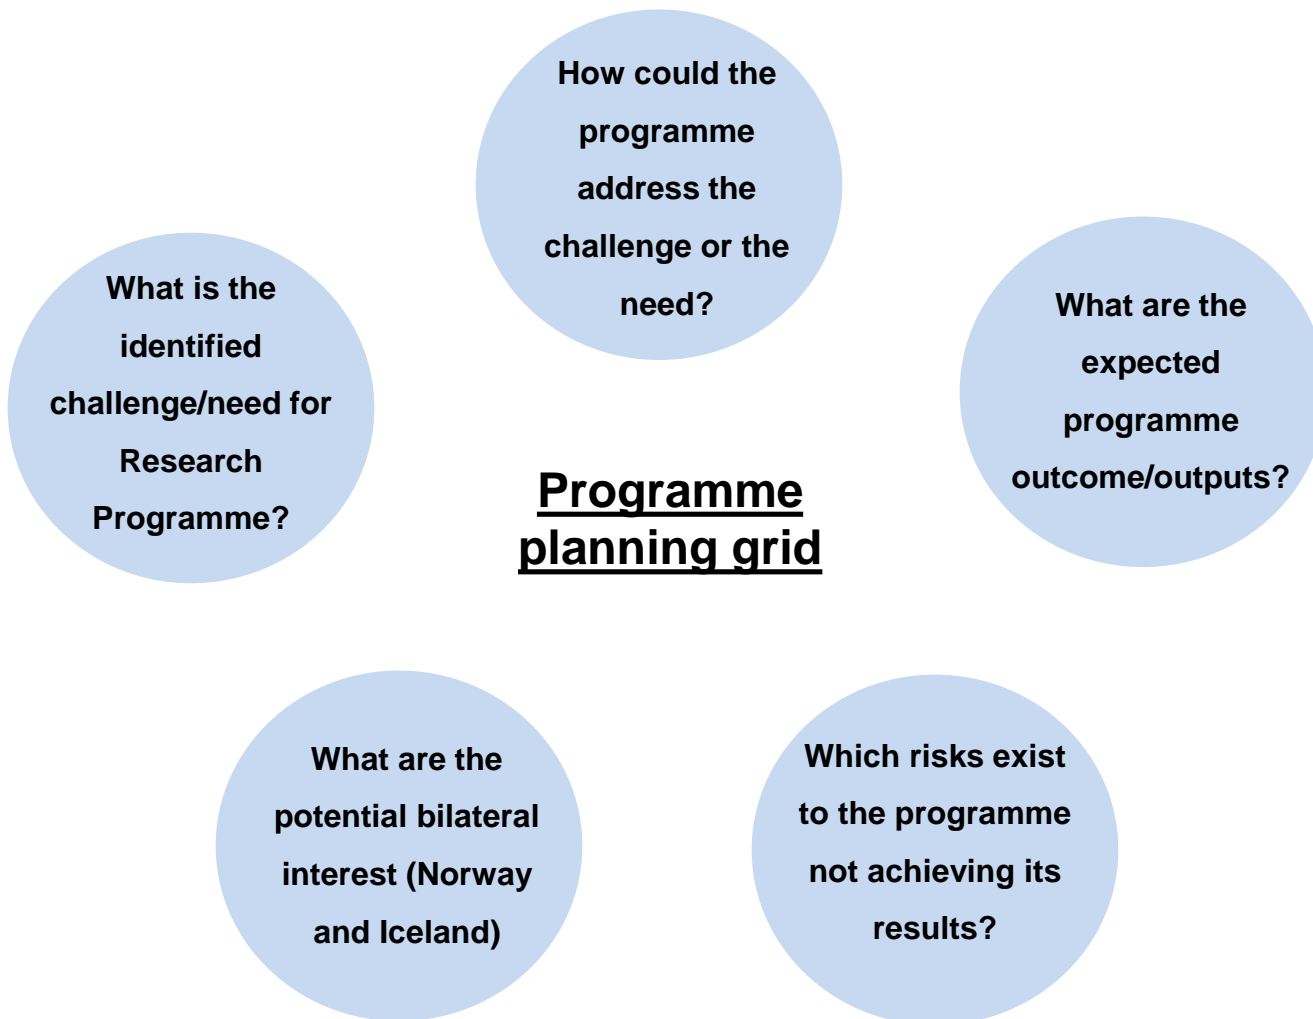 How could the
programme
address the
challenge or the
need?
What is the
identified
challenge/need for
Research
Programme?
What are the
expected
programme
outcome/outputs?
Programme
planning grid
What are the
potential bilateral
interest (Norway
and Iceland)
Which risks exist
to the programme
not achieving its
results?